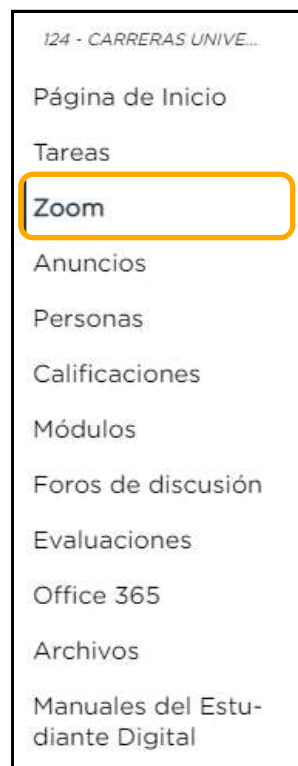 124 - CARRERAS UNIVE...
Página de Inicio
Tareas
Zoom
Anuncios
Personas
Calificaciones
Módulos
Foros de discusión
Evaluaciones
Office 365
Archivos
Manuales del Estu-
diante Digital